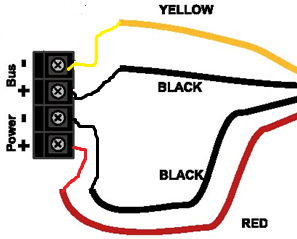 YELLOW
Bus
-
+
BLACK
Power
-
+
BLACK
RED